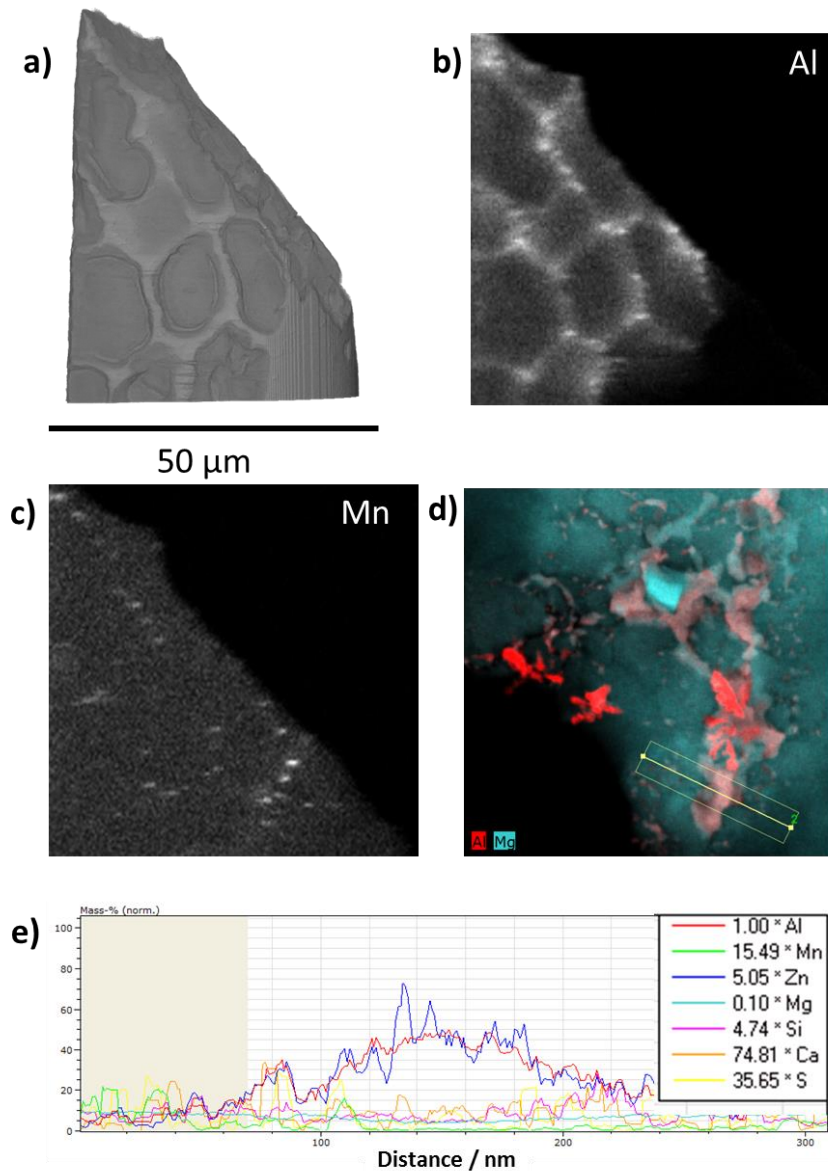 a)
b)
Al
50 µm
c)
Mn
d)
2
Al Mg
e)
Mass-% (norm.)
100
80
60
40
20
0
1.00 * Al
15.49 * Mn
5.05 * Zn
0.10 * Mg
4.74 * Si
74.81 * Ca
35.65 * S
100 200 300
Distance / nm